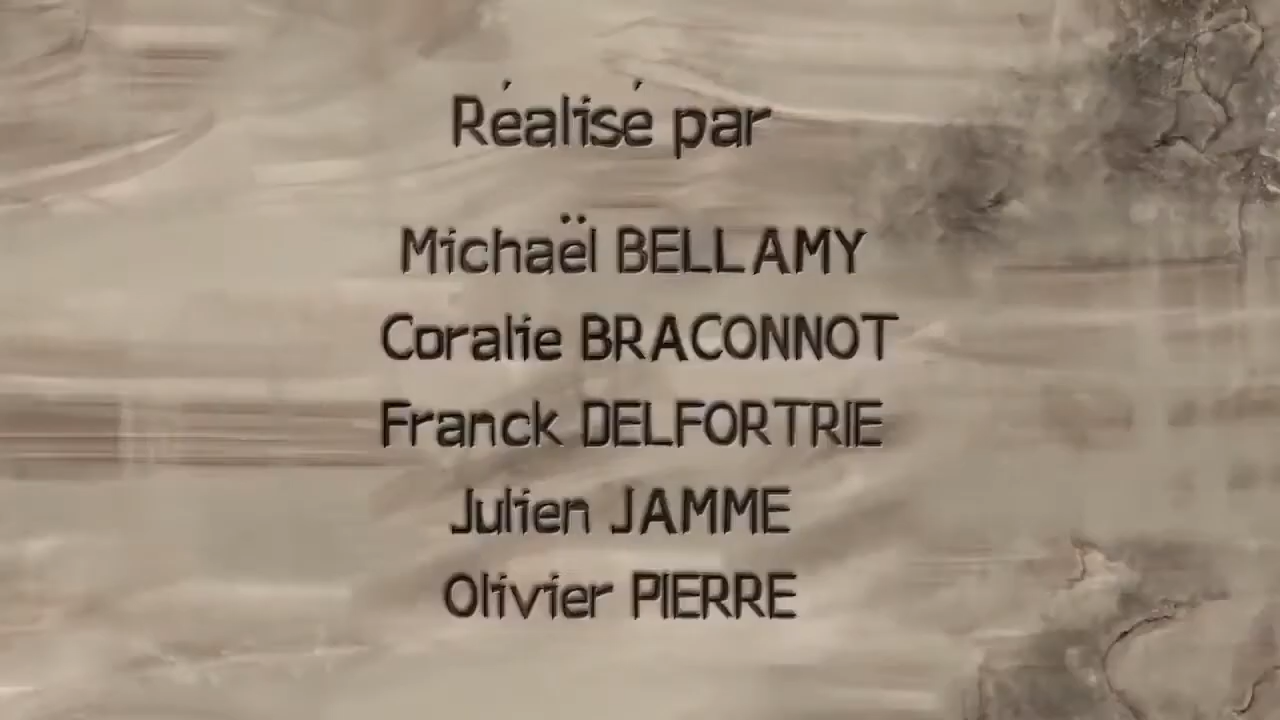 Réalisé par
Michaël BELLAMY
Coralie BRACONNOT
Franck DELFORTRIE
Julien JAMME
Olivier PIERRE